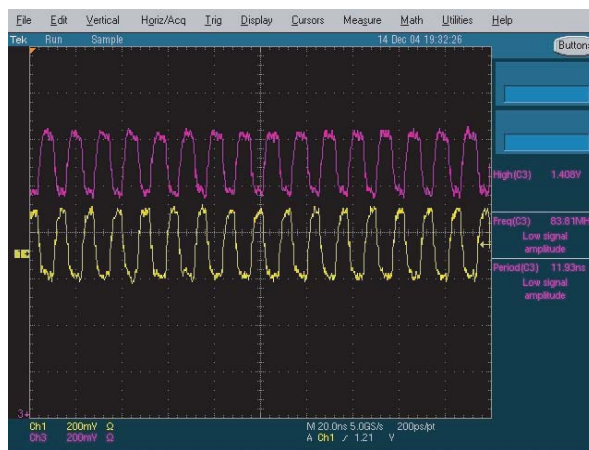 File Edit Vertical Horiz/Acq Trig Display Cursors Measure Math Utilities Help
Tek Run Sample 14 Dec 04 19:32:26 Buttons
High(C3) 1.408V
Freq(C3) 83.81MH
Low signal
amplitude
Period(C3) 11.93ns
Low signal
amplitude
1
3
Ch1 200mV Ω M 20.0ns 5.0GS/s 200ps/pt
Ch3 200mV Ω A Ch1 ∕ 1.21 V